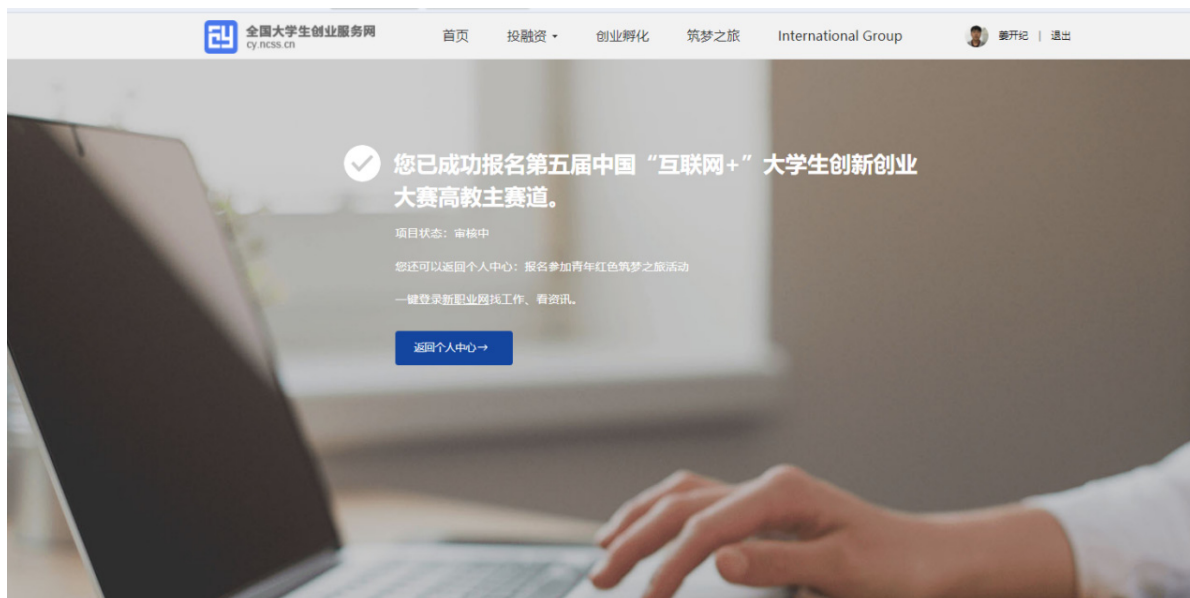 全国大学生创业服务网
cy.ncss.cn
首页 投融资 创业孵化 筑梦之旅 International Group 姜开纪 | 退出
您已成功报名第五届中国“互联网+”大学生创新创业
大赛高教主赛道。
项目状态：审核中
您还可以返回个人中心：报名参加青年红色筑梦之旅活动
一键登录新职业网找工作、看资讯。
返回个人中心→